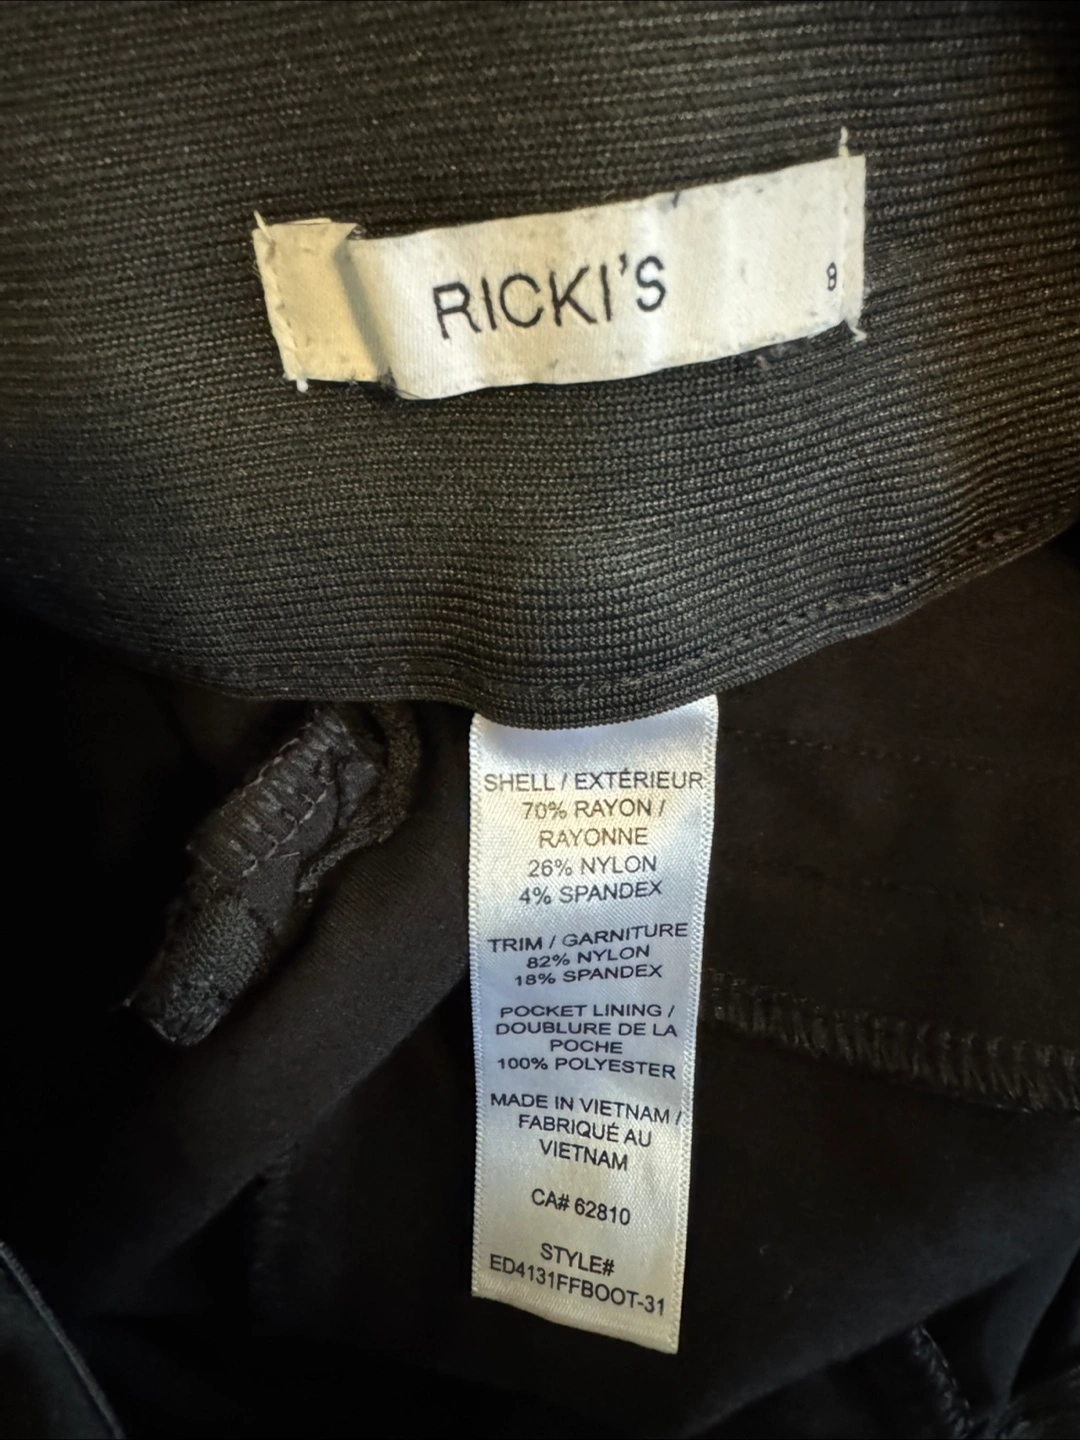 RICKI'S
8
SHELL / EXTÉRIEUR
70% RAYON /
RAYONNE
26% NYLON
4% SPANDEX
TRIM / GARNITURE
82% NYLON
18% SPANDEX
POCKET LINING /
DOUBLURE DE LA
POCHE
100% POLYESTER
MADE IN VIETNAM /
FABRIQUÉ AU
VIETNAM
CA# 62810
STYLE#
ED4131FFBOOT-31